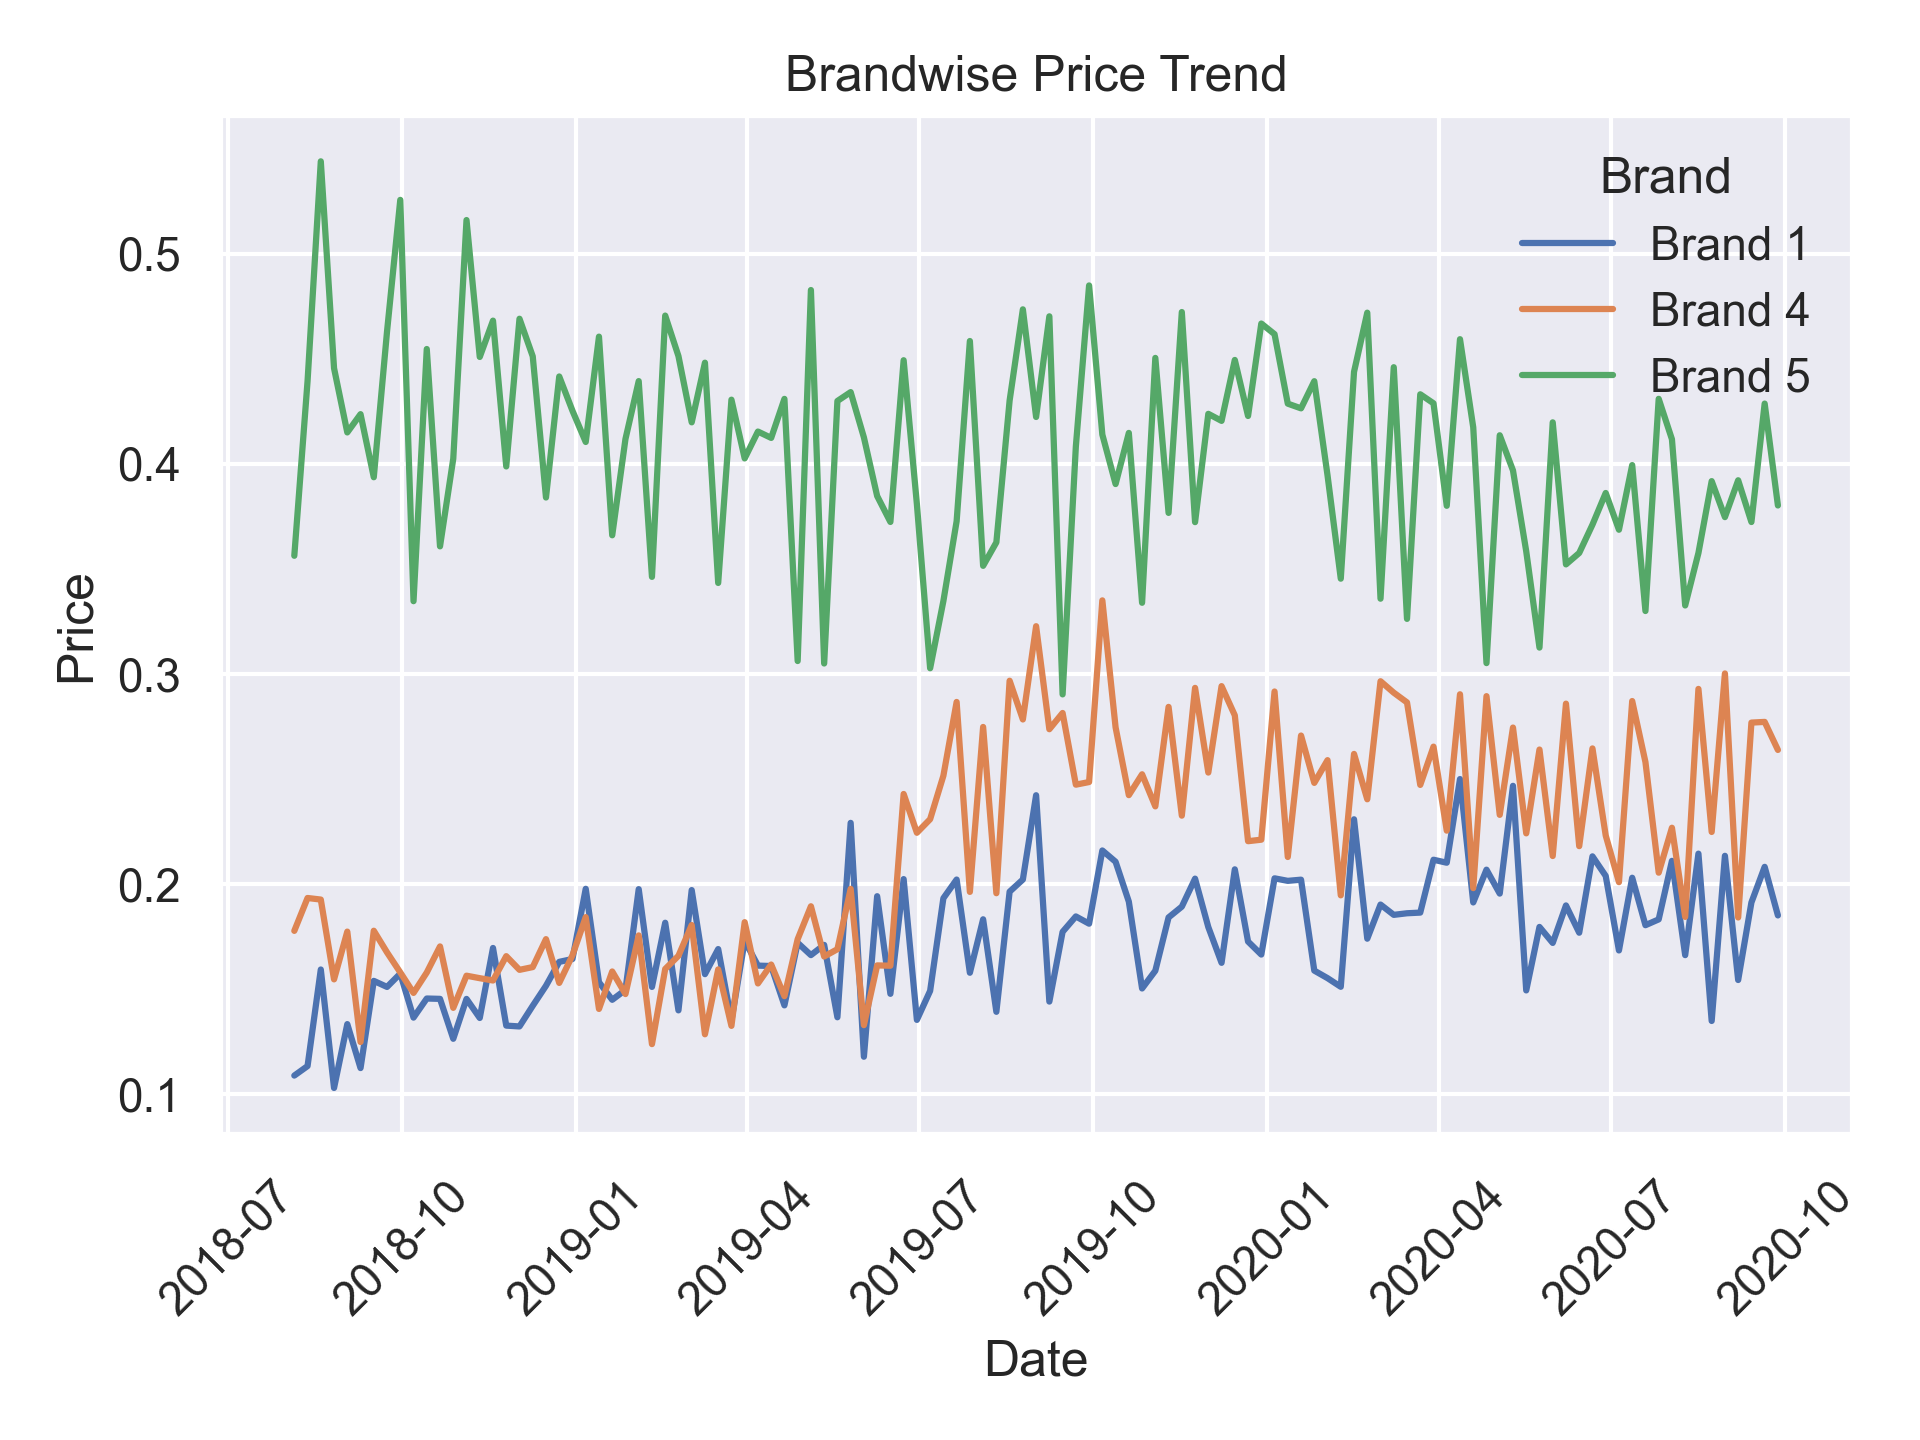 Brandwise Price Trend
Brand
Brand 1
Brand 4
Brand 5
0.5
0.4
0.3
0.2
0.1
Price
2018-07
2018-10
2019-01
2019-04
2019-07
2019-10
2020-01
2020-04
2020-07
2020-10
Date